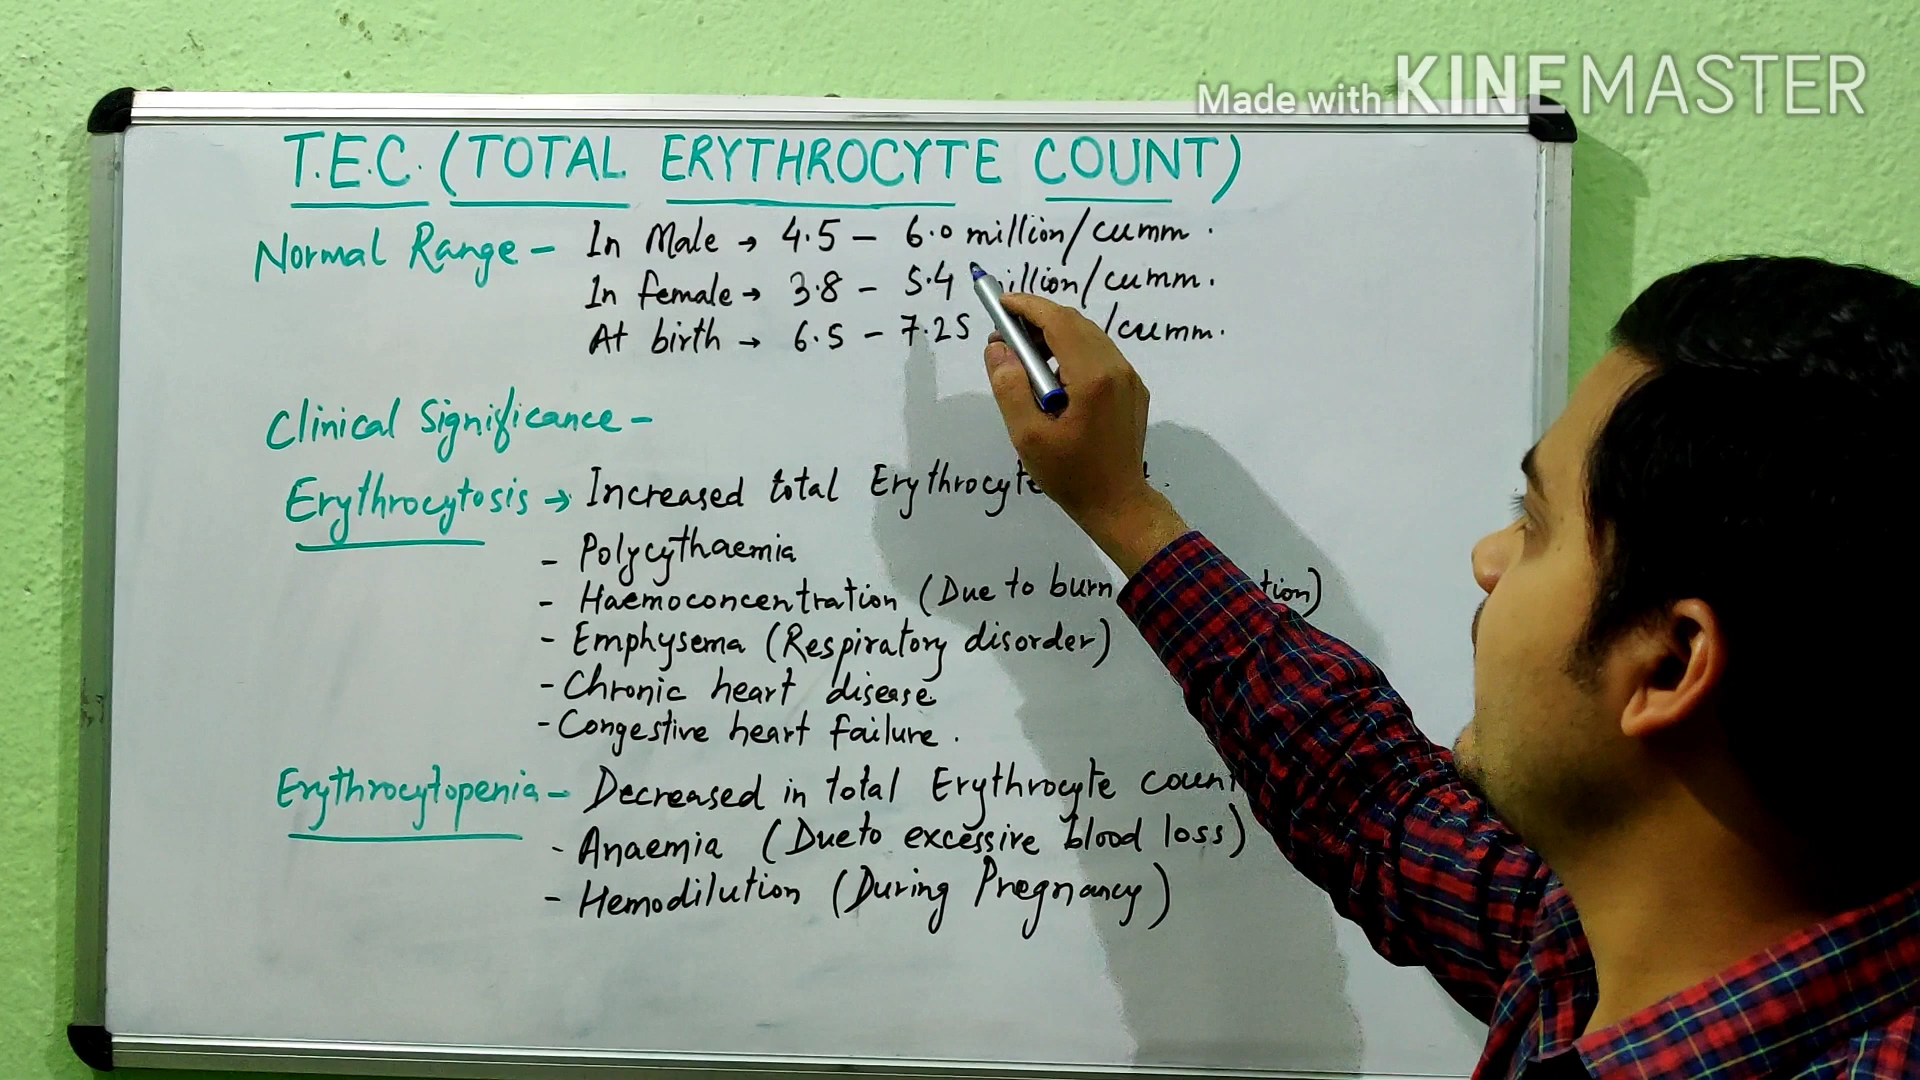 Made with KINEMASTER
T.E.C. (TOTAL ERYTHROCYTE COUNT)
Normal Range - In Male → 4.5 - 6.0 million/cumm.
In female → 3.8 - 5.4 million/cumm.
At birth → 6.5 - 7.25 /cumm.
Clinical Significance -
Erythrocytosis → Increased total Erythrocyte
- Polycythaemia
- Haemoconcentration (Due to burn tion)
- Emphysema (Respiratory disorder)
- Chronic heart disease
- Congestive heart failure.
Erythrocytopenia - Decreased in total Erythrocyte count
- Anaemia (Due to excessive blood loss)
- Hemodilution (During Pregnancy)